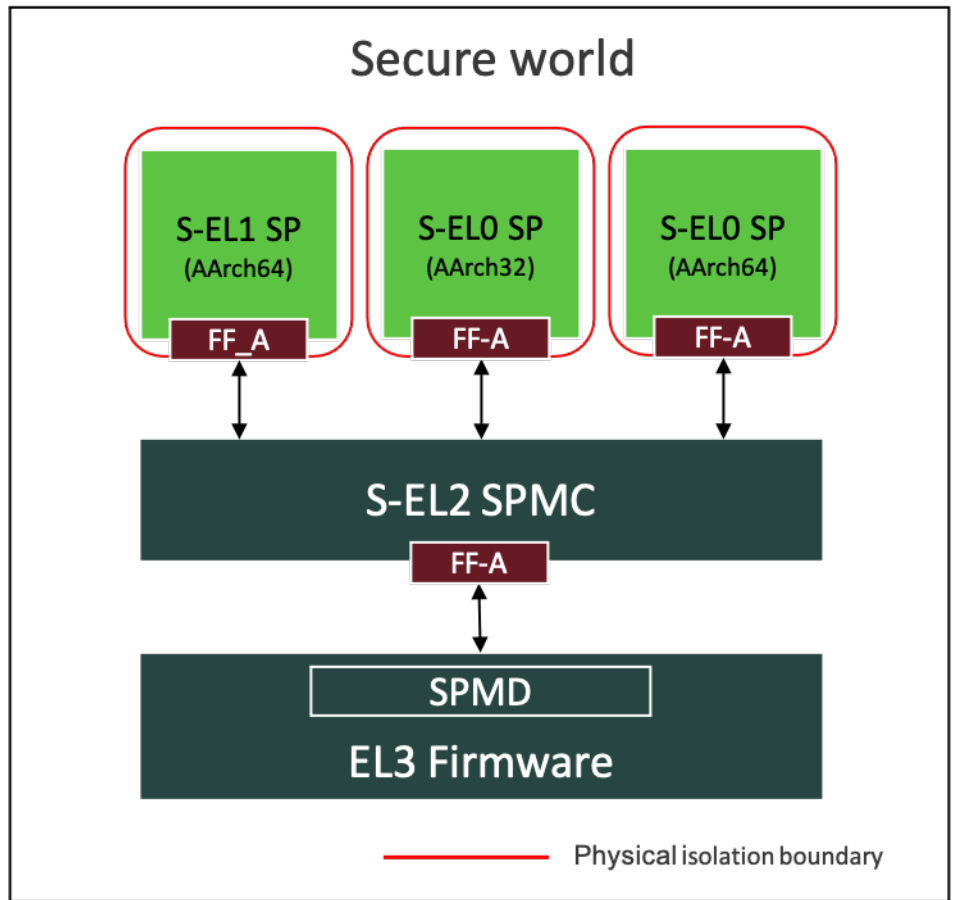 Secure world
S-EL1 SP
(AArch64)
S-EL0 SP
(AArch32)
S-EL0 SP
(AArch64)
FF_A
FF-A
FF-A
S-EL2 SPMC
FF-A
SPMD
EL3 Firmware
Physical isolation boundary